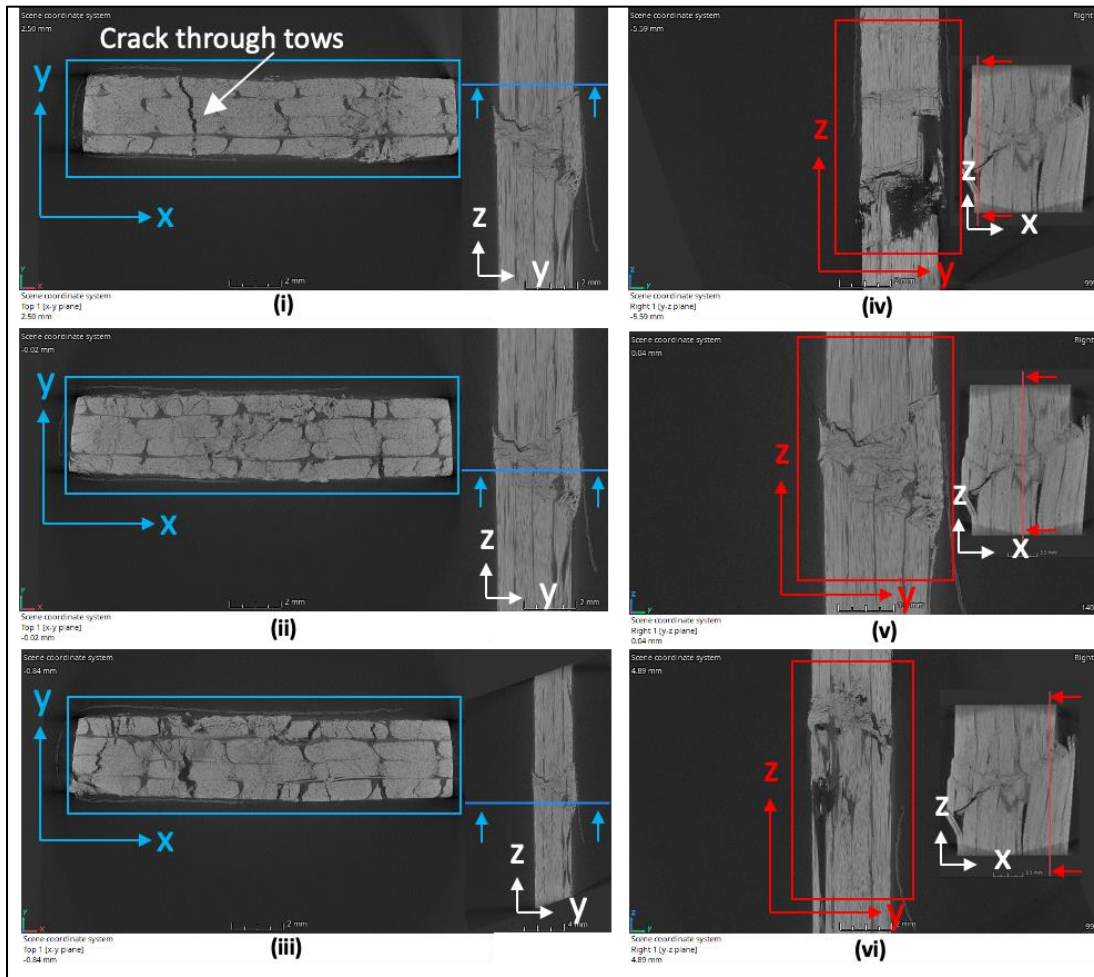 Scene coordinate system
2.50 mm
Crack through tows
y
x
z
y
2 mm
2 mm
Scene coordinate system
Top 1 [x-y plane]
2.50 mm
(i)
Scene coordinate system
-5.59 mm
Right
z
y
z
x
Scene coordinate system
Right 1 [y-z plane]
-5.59 mm
(iv)
99
Scene coordinate system
-0.02 mm
y
x
z
y
2 mm
2 mm
Scene coordinate system
Top 1 [x-y plane]
-0.02 mm
(ii)
Scene coordinate system
0.04 mm
Right
z
y
z
x
Scene coordinate system
Right 1 [y-z plane]
0.04 mm
(v)
140
Scene coordinate system
-0.84 mm
y
x
z
y
2 mm
4 mm
Scene coordinate system
Top 1 [x-y plane]
-0.84 mm
(iii)
Scene coordinate system
4.89 mm
Right
z
y
z
x
Scene coordinate system
Right 1 [y-z plane]
4.89 mm
(vi)
99